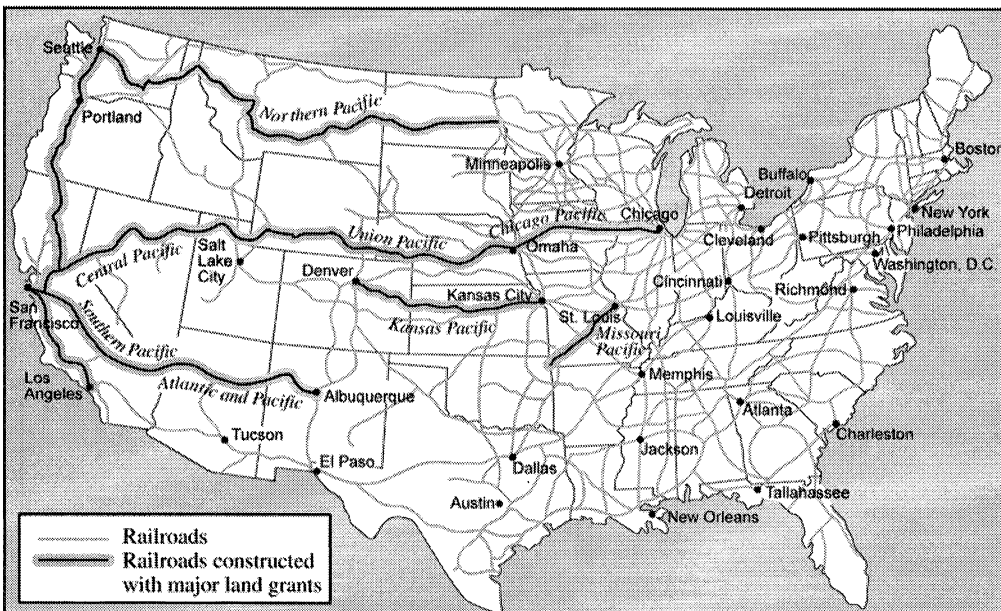 Seattle
Portland
Northern Pacific
Minneapolis
Boston
Buffalo
Detroit
New York
Chicago Pacific
Chicago
Union Pacific
Omaha
Cleveland
Pittsburgh
Philadelphia
Washington, D.C.
Central Pacific
Salt
Lake
City
Denver
Kansas City
Kansas Pacific
St. Louis
Cincinnati
Richmond
Louisville
Missouri
Pacific
San
Francisco
Southern Pacific
Los
Angeles
Atlantic and Pacific
Albuquerque
Memphis
Atlanta
Charleston
Tucson
El Paso
Dallas
Jackson
Austin
Tallahassee
New Orleans
Railroads
Railroads constructed
with major land grants